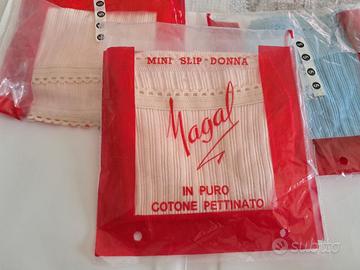 MINI SLIP DONNA
Magal
IN PURO
COTONE PETTINATO
subito